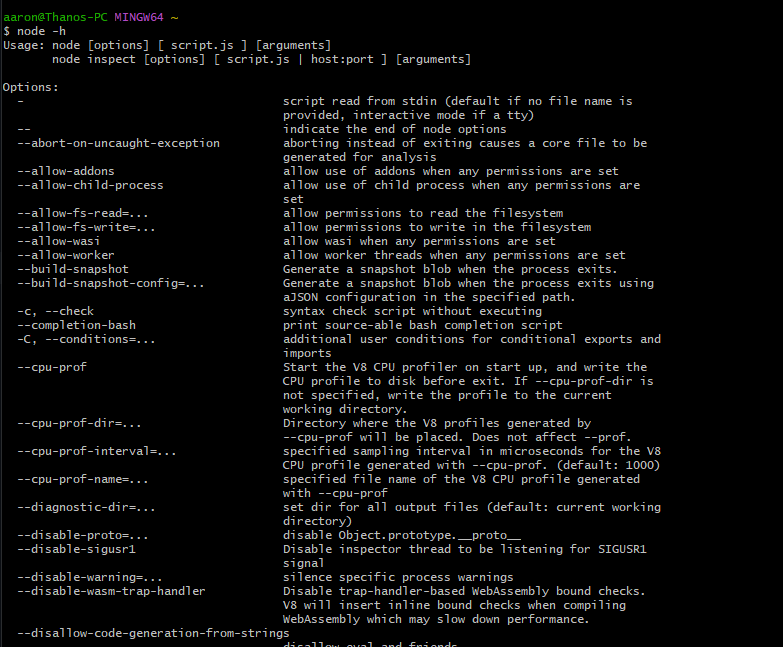 aaron@Thanos-PC MINGW64 ~
$ node -h
Usage: node [options] [ script.js ] [arguments]
       node inspect [options] [ script.js | host:port ] [arguments]

Options:
  -                                     script read from stdin (default if no file name is
                                        provided, interactive mode if a tty)
  --                                    indicate the end of node options
  --abort-on-uncaught-exception         aborting instead of exiting causes a core file to be
                                        generated for analysis
  --allow-addons                        allow use of addons when any permissions are set
  --allow-child-process                 allow use of child process when any permissions are
                                        set
  --allow-fs-read=...                   allow permissions to read the filesystem
  --allow-fs-write=...                  allow permissions to write in the filesystem
  --allow-wasi                          allow wasi when any permissions are set
  --allow-worker                        allow worker threads when any permissions are set
  --build-snapshot                      Generate a snapshot blob when the process exits.
  --build-snapshot-config=...           Generate a snapshot blob when the process exits using
                                        aJSON configuration in the specified path.
  -c, --check                           syntax check script without executing
  --completion-bash                     print source-able bash completion script
  -C, --conditions=...                  additional user conditions for conditional exports and
                                        imports
  --cpu-prof                            Start the V8 CPU profiler on start up, and write the
                                        CPU profile to disk before exit. If --cpu-prof-dir is
                                        not specified, write the profile to the current
                                        working directory.
  --cpu-prof-dir=...                    Directory where the V8 profiles generated by
                                        --cpu-prof will be placed. Does not affect --prof.
  --cpu-prof-interval=...               specified sampling interval in microseconds for the V8
                                        CPU profile generated with --cpu-prof. (default: 1000)
  --cpu-prof-name=...                   specified file name of the V8 CPU profile generated
                                        with --cpu-prof
  --diagnostic-dir=...                  set dir for all output files (default: current working
                                        directory)
  --disable-proto=...                   disable Object.prototype.__proto__
  --disable-sigusr1                     Disable inspector thread to be listening for SIGUSR1
                                        signal
  --disable-warning=...                 silence specific process warnings
  --disable-wasm-trap-handler           Disable trap-handler-based WebAssembly bound checks.
                                        V8 will insert inline bound checks when compiling
                                        WebAssembly which may slow down performance.
  --disallow-code-generation-from-strings
                                        disallow eval and friends